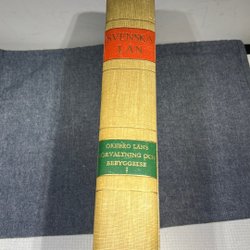 SVENSKA
LÄN
ÖREBRO LÄNS
FÖRVALTNING OCH
BEBYGGELSE
I